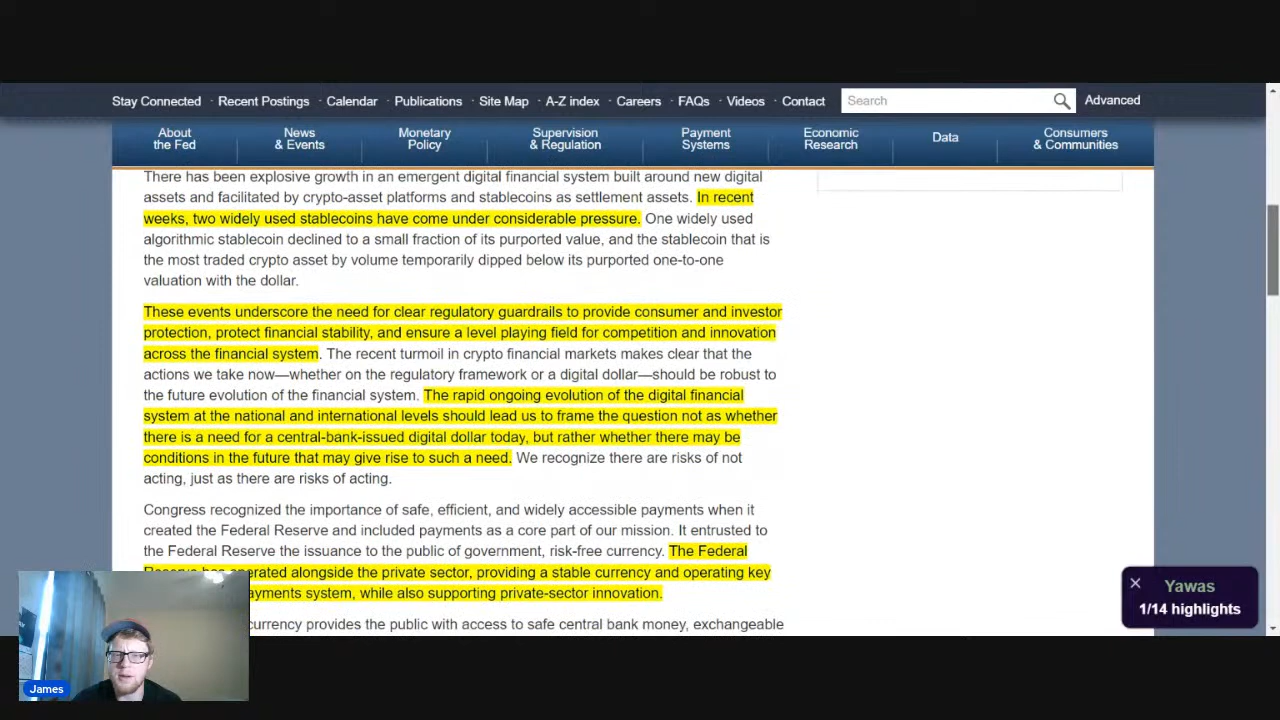 Stay Connected · Recent Postings · Calendar · Publications · Site Map · A-Z index · Careers · FAQs · Videos · Contact Search Advanced
About the Fed
News & Events
Monetary Policy
Supervision & Regulation
Payment Systems
Economic Research
Data
Consumers & Communities
There has been explosive growth in an emergent digital financial system built around new digital
assets and facilitated by crypto-asset platforms and stablecoins as settlement assets. In recent
weeks, two widely used stablecoins have come under considerable pressure. One widely used
algorithmic stablecoin declined to a small fraction of its purported value, and the stablecoin that is
the most traded crypto asset by volume temporarily dipped below its purported one-to-one
valuation with the dollar.
These events underscore the need for clear regulatory guardrails to provide consumer and investor
protection, protect financial stability, and ensure a level playing field for competition and innovation
across the financial system. The recent turmoil in crypto financial markets makes clear that the
actions we take now—whether on the regulatory framework or a digital dollar—should be robust to
the future evolution of the financial system. The rapid ongoing evolution of the digital financial
system at the national and international levels should lead us to frame the question not as whether
there is a need for a central-bank-issued digital dollar today, but rather whether there may be
conditions in the future that may give rise to such a need. We recognize there are risks of not
acting, just as there are risks of acting.
Congress recognized the importance of safe, efficient, and widely accessible payments when it
created the Federal Reserve and included payments as a core part of our mission. It entrusted to
the Federal Reserve the issuance to the public of government, risk-free currency. The Federal
alongside the private sector, providing a stable currency and operating key
system, while also supporting private-sector innovation.
currency provides the public with access to safe central bank money, exchangeable
Yawas
1/14 highlights
James